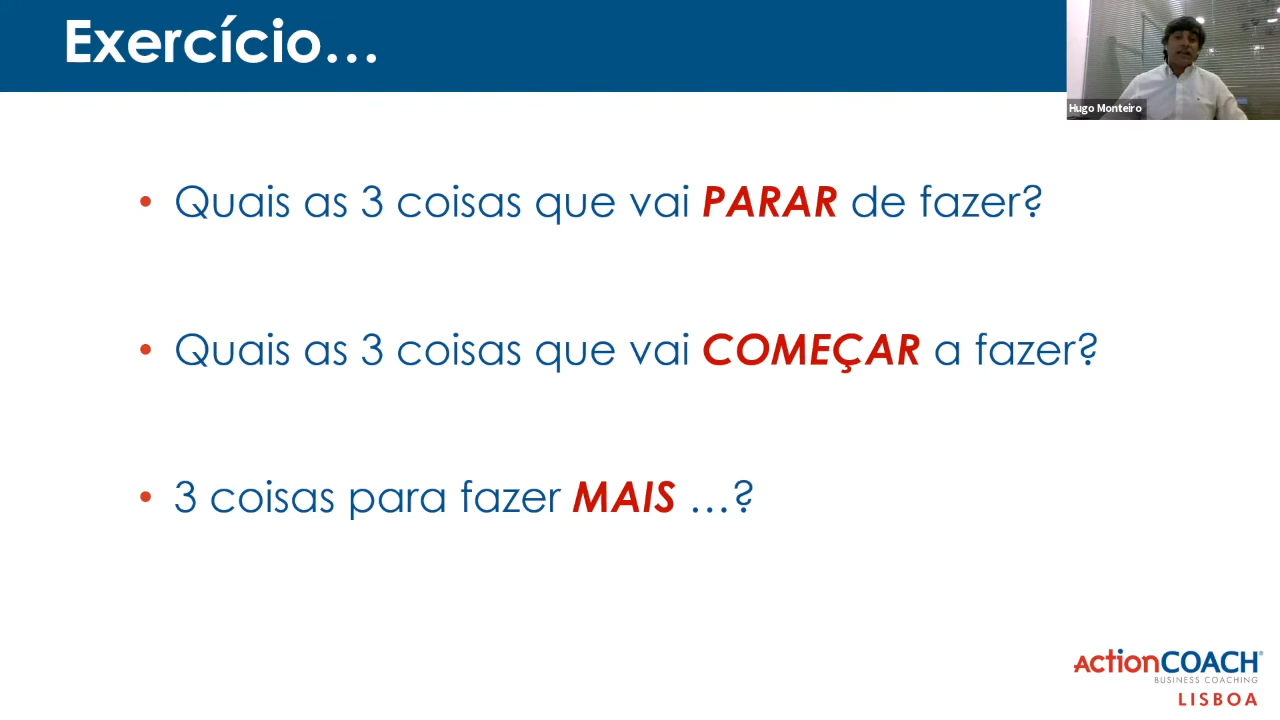 Exercício...
Hugo Monteiro
• Quais as 3 coisas que vai PARAR de fazer?
• Quais as 3 coisas que vai COMEÇAR a fazer?
• 3 coisas para fazer MAIS ...?
ActionCOACH®
BUSINESS COACHING
LISBOA